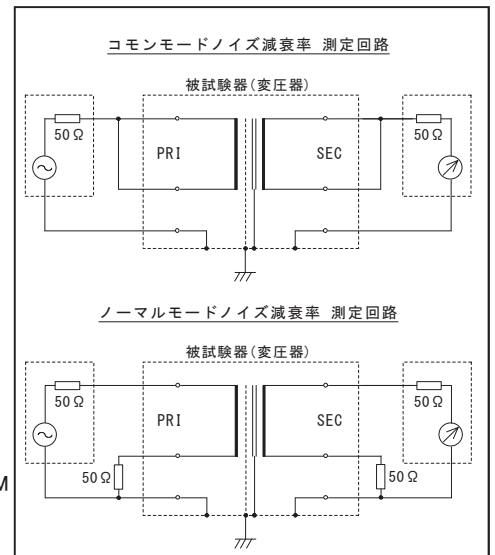 コモンモードノイズ減衰率 測定回路
被試験器(変圧器)
50Ω 50Ω
PRI SEC
ノーマルモードノイズ減衰率 測定回路
被試験器(変圧器)
50Ω 50Ω
PRI SEC
50Ω 50Ω
M